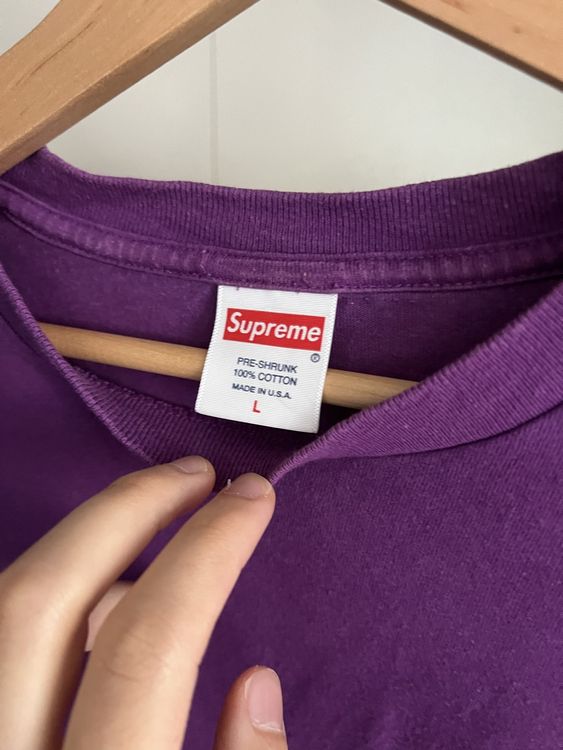 Supreme
®
PRE-SHRUNK
100% COTTON
MADE IN U.S.A.
L